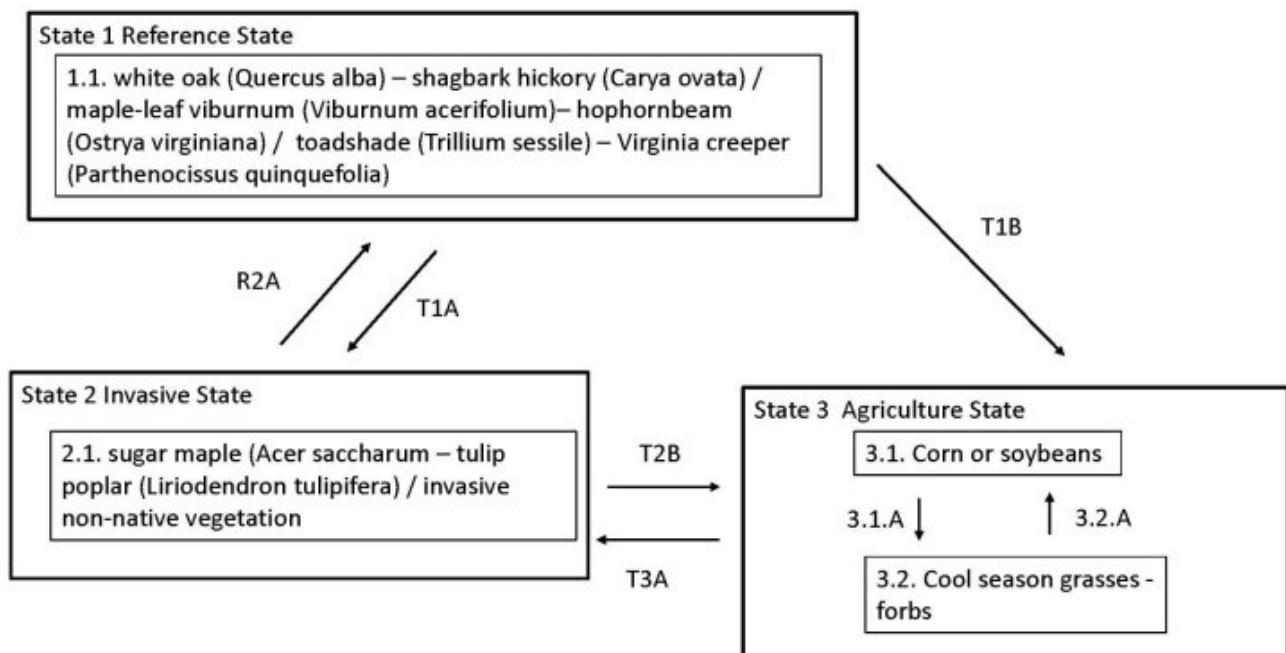 State 1 Reference State
1.1. white oak (Quercus alba) – shagbark hickory (Carya ovata) /
maple-leaf viburnum (Viburnum acerifolium)– hophornbeam
(Ostrya virginiana) / toadshade (Trillium sessile) – Virginia creeper
(Parthenocissus quinquefolia)
T1B
R2A
T1A
State 2 Invasive State
2.1. sugar maple (Acer saccharum – tulip
poplar (Liriodendron tulipifera) / invasive
non-native vegetation
T2B
T3A
State 3 Agriculture State
3.1. Corn or soybeans
3.1.A
3.2.A
3.2. Cool season grasses -
forbs